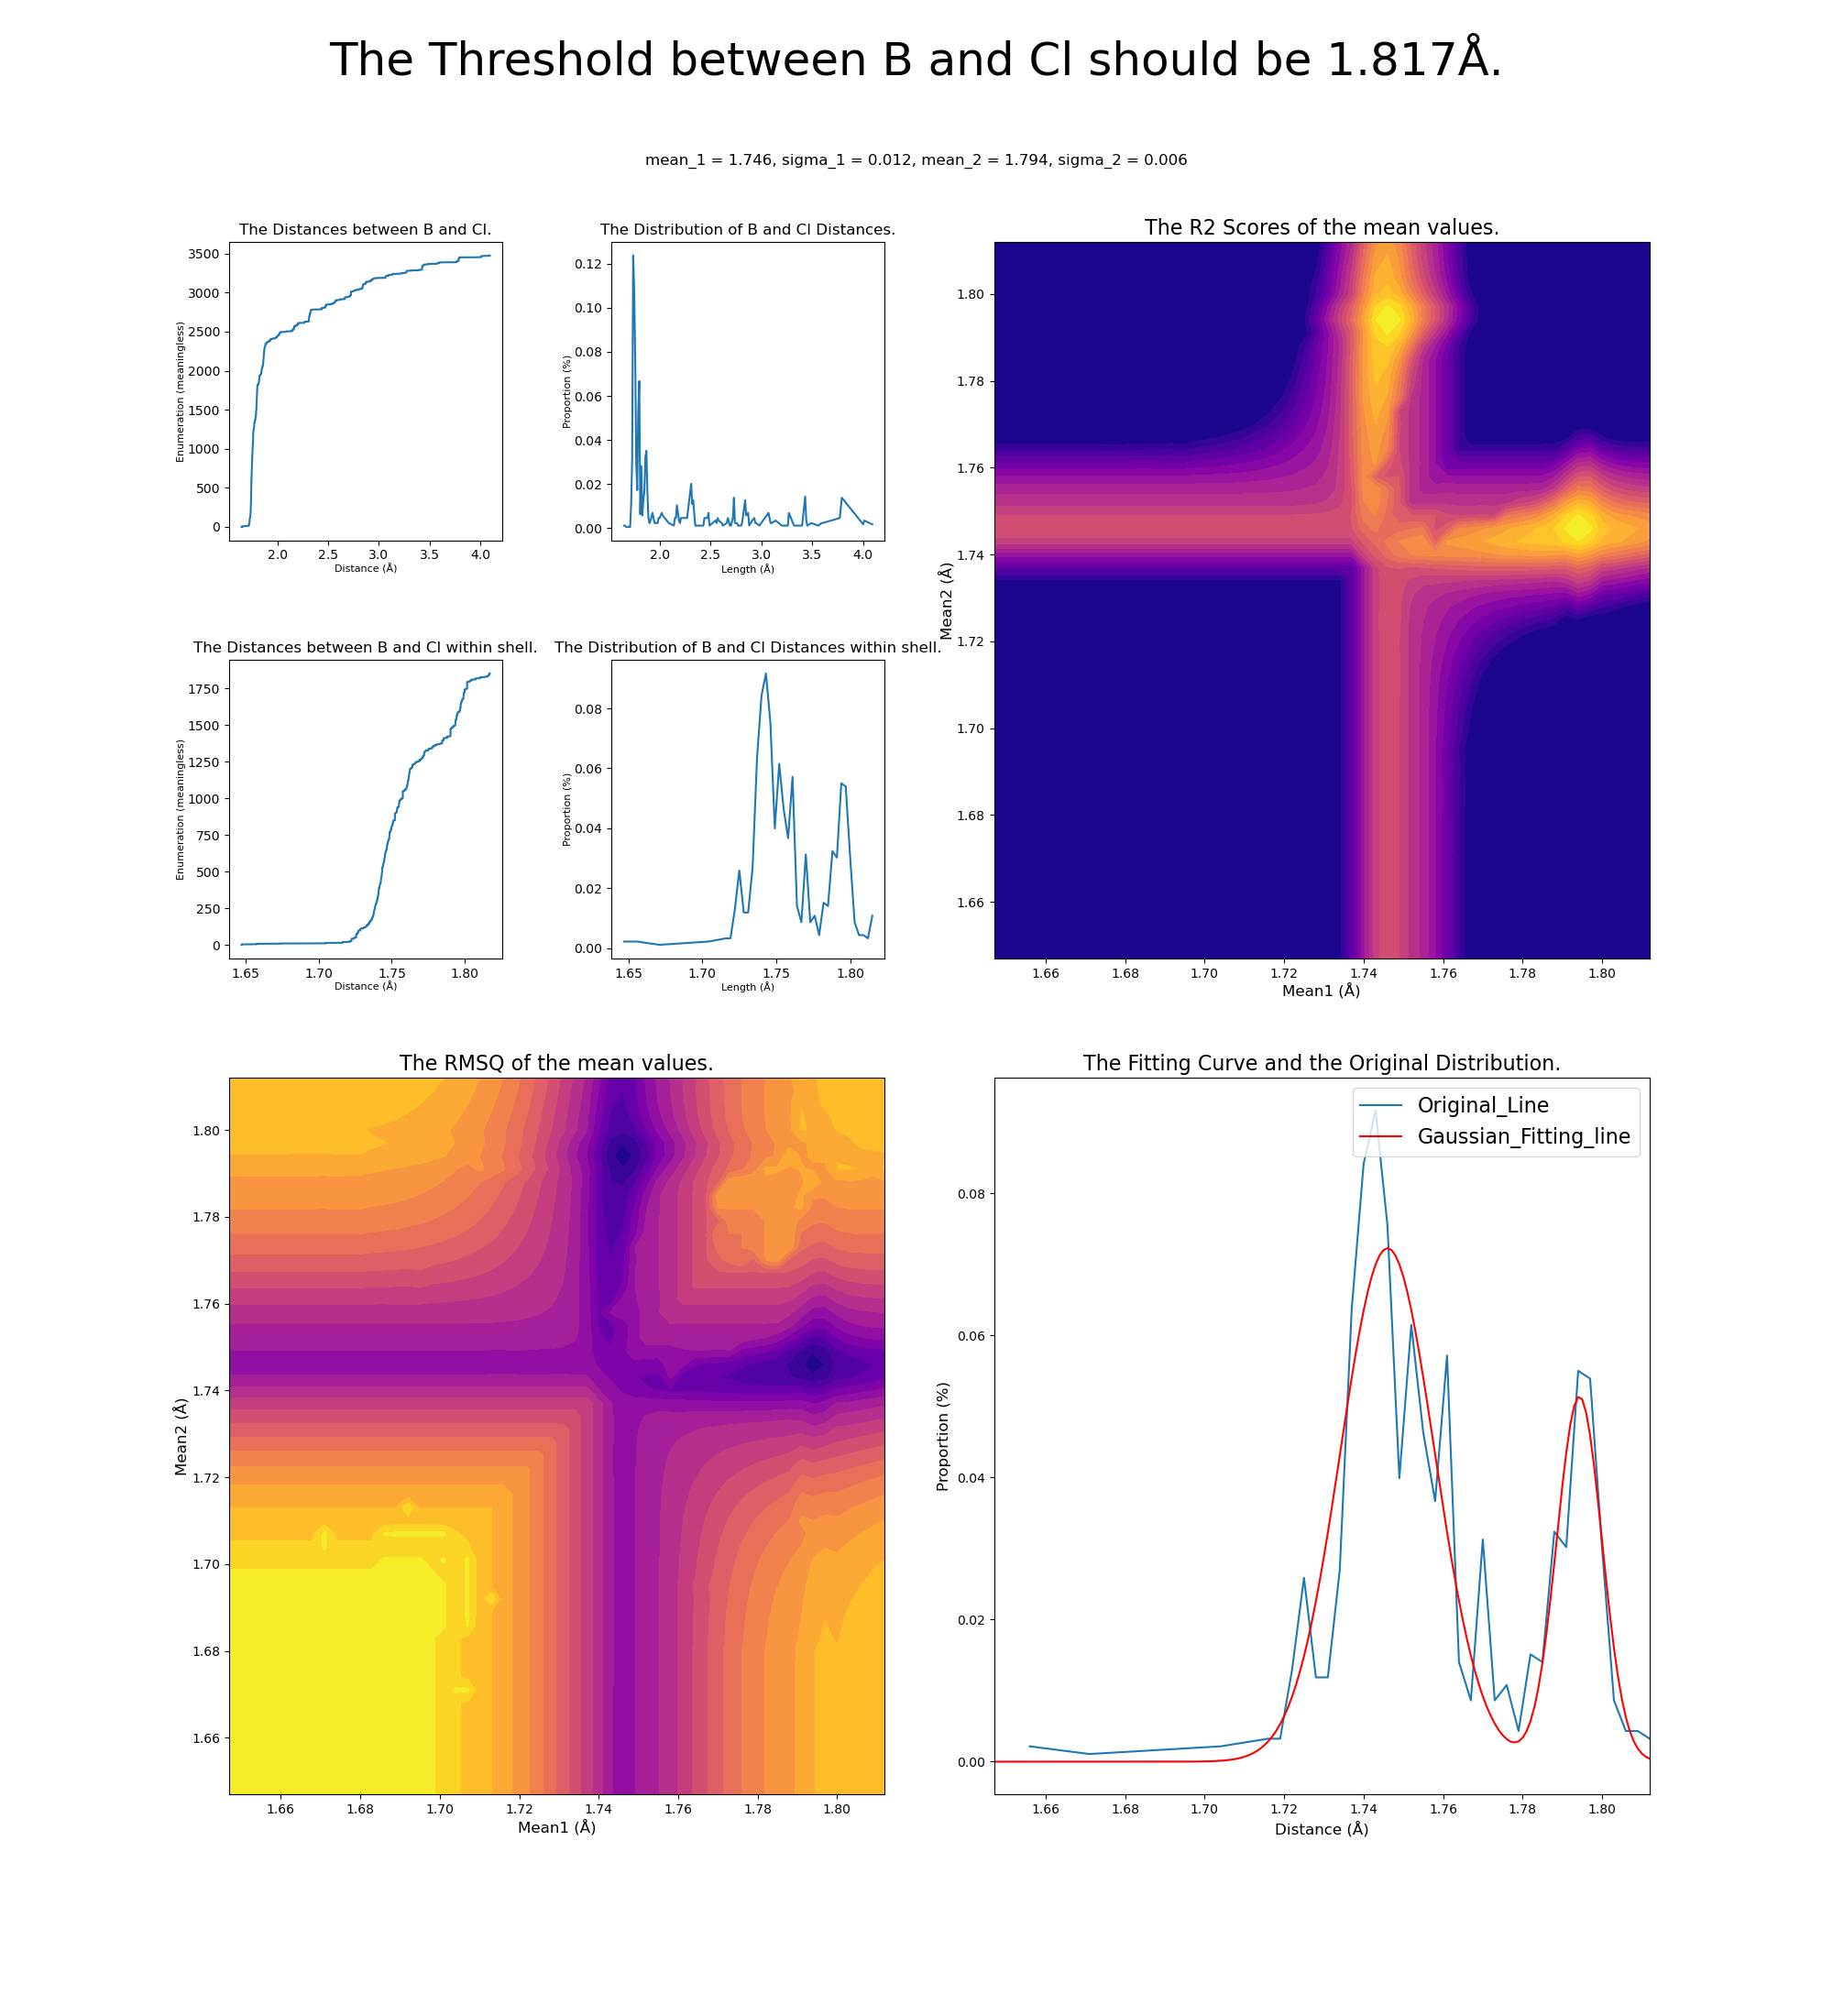 The Threshold between B and Cl should be 1.817Å.
mean_1 = 1.746, sigma_1 = 0.012, mean_2 = 1.794, sigma_2 = 0.006
The Distances between B and Cl.
3500
3000
2500
2000
1500
1000
500
0
Enumeration (meaningless)
2.0 2.5 3.0 3.5 4.0
Distance (Å)
The Distribution of B and Cl Distances.
0.12
0.10
0.08
0.06
0.04
0.02
0.00
Proportion (%)
2.0 2.5 3.0 3.5 4.0
Length (Å)
The R2 Scores of the mean values.
1.80
1.78
1.76
1.74
1.72
1.70
1.68
1.66
Mean2 (Å)
1.66 1.68 1.70 1.72 1.74 1.76 1.78 1.80
Mean1 (Å)
The Distances between B and Cl within shell.
1750
1500
1250
1000
750
500
250
0
Enumeration (meaningless)
1.65 1.70 1.75 1.80
Distance (Å)
The Distribution of B and Cl Distances within shell.
0.08
0.06
0.04
0.02
0.00
Proportion (%)
1.65 1.70 1.75 1.80
Length (Å)
The RMSQ of the mean values.
1.80
1.78
1.76
1.74
1.72
1.70
1.68
1.66
Mean2 (Å)
1.66 1.68 1.70 1.72 1.74 1.76 1.78 1.80
Mean1 (Å)
The Fitting Curve and the Original Distribution.
Original_Line
Gaussian_Fitting_line
0.08
0.06
0.04
0.02
0.00
Proportion (%)
1.66 1.68 1.70 1.72 1.74 1.76 1.78 1.80
Distance (Å)